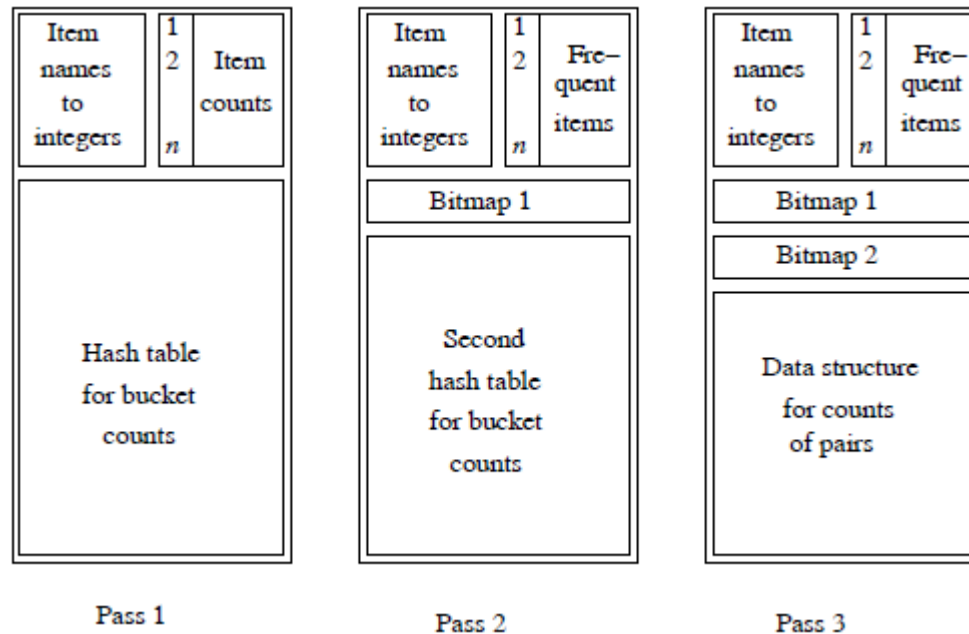 Item
names
to
integers
1
2
n
Item
counts
Hash table
for bucket
counts
Pass 1
Item
names
to
integers
1
2
n
Fre–
quent
items
Bitmap 1
Second
hash table
for bucket
counts
Pass 2
Item
names
to
integers
1
2
n
Fre–
quent
items
Bitmap 1
Bitmap 2
Data structure
for counts
of pairs
Pass 3